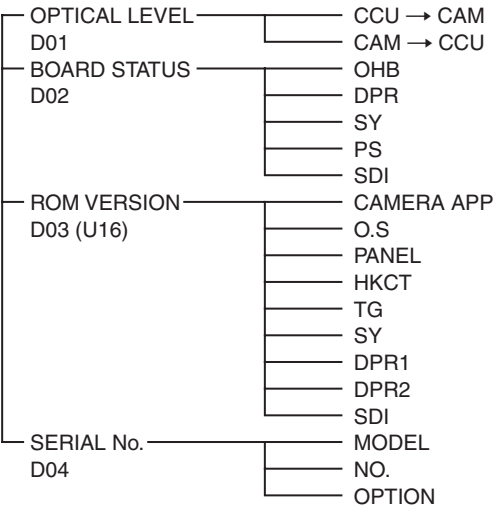 OPTICAL LEVEL CCU → CAM
D01 CAM → CCU
BOARD STATUS OHB
D02 DPR
SY
PS
SDI
ROM VERSION CAMERA APP
D03 (U16) O.S
PANEL
HKCT
TG
SY
DPR1
DPR2
SDI
SERIAL No. MODEL
D04 NO.
OPTION